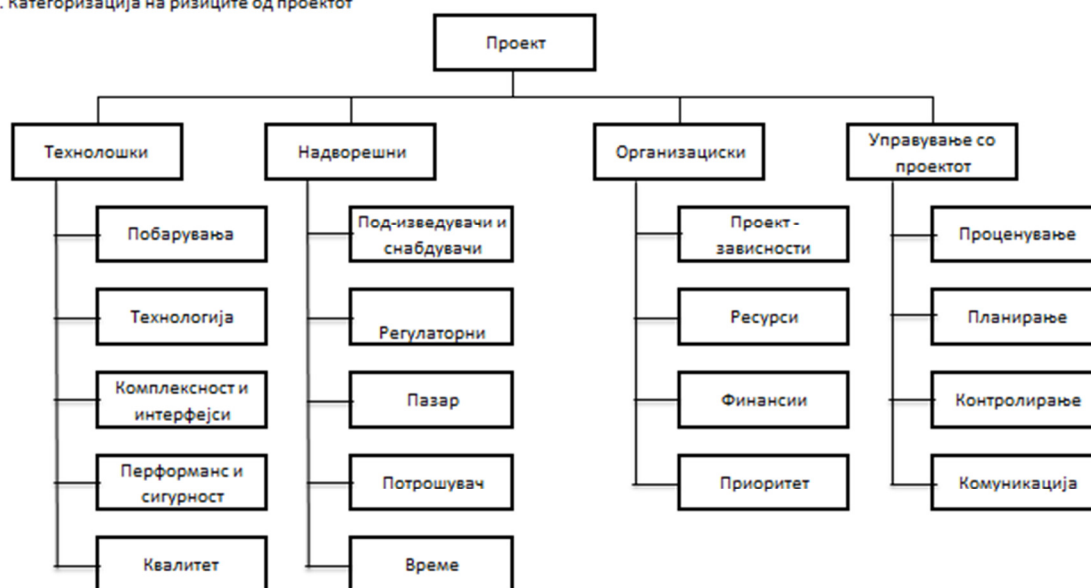 . Категоризација на ризиците од проектот
Проект
Технолошки
Надворешни
Организациски
Управување со
проектот
Побарувања
Технологија
Комплексност и
интерфејси
Перформанс и
сигурност
Квалитет
Под-изведувачи и
снабдувачи
Регулаторни
Пазар
Потрошувач
Време
Проект -
зависности
Ресурси
Финансии
Приоритет
Проценување
Планирање
Контролирање
Комуникација